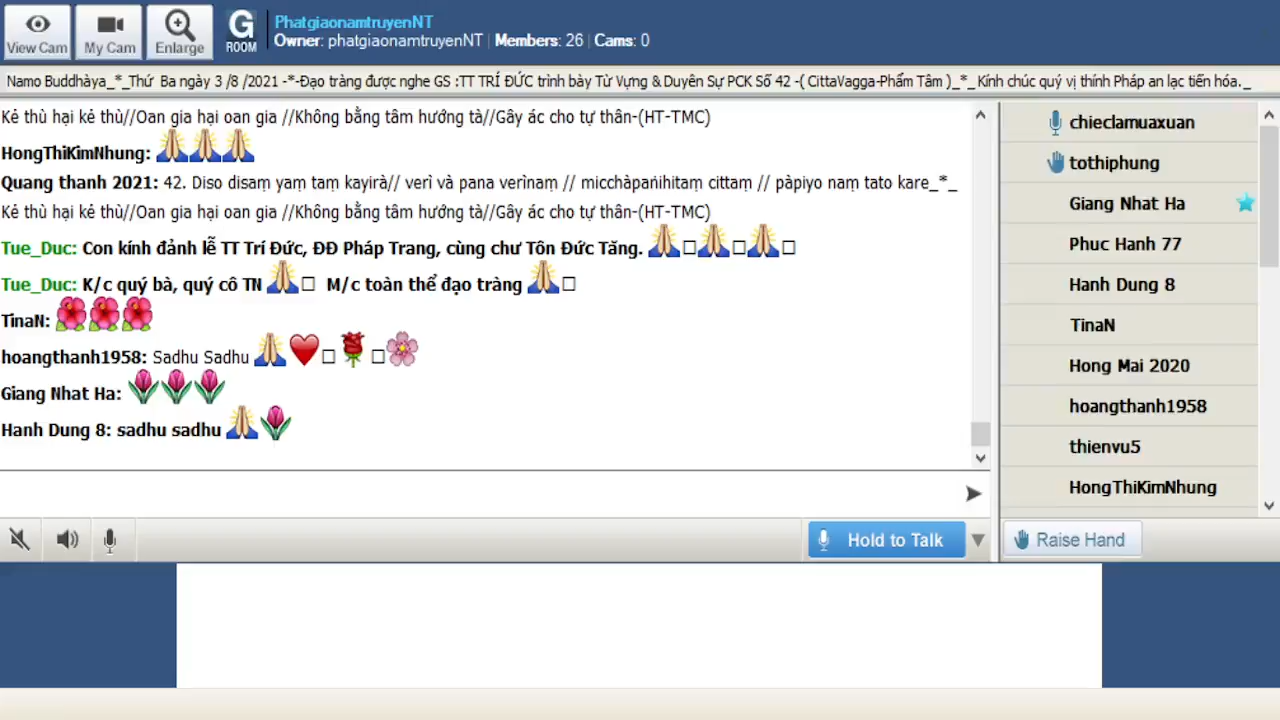 View Cam
My Cam
Enlarge
G
ROOM
PhatgiaonamtruyenNT
Owner: phatgiaonamtruyenNT | Members: 26 | Cams: 0
Namo Buddhàya_*_Thứ Ba ngày 3 /8 /2021 -*-Đạo tràng được nghe GS :TT TRÍ ĐỨC trình bày Từ Vựng & Duyên Sự PCK Số 42 -( CittaVagga-Phẩm Tâm )_*_Kính chúc quý vị thính Pháp an lạc tiến hóa._
Kẻ thù hại kẻ thù//Oan gia hại oan gia //Không bằng tâm hướng tà//Gây ác cho tự thân-(HT-TMC)
HongThiKimNhung: 🙏🙏🙏
Quang thanh 2021: 42. Diso disaṃ yaṃ taṃ kayirà// verì và pana verìnaṃ // micchàpaṅihitaṃ cittaṃ // pàpiyo naṃ tato kare_*_
Kẻ thù hại kẻ thù//Oan gia hại oan gia //Không bằng tâm hướng tà//Gây ác cho tự thân-(HT-TMC)
Tue_Duc: Con kính đảnh lễ TT Trí Đức, ĐĐ Pháp Trang, cùng chư Tôn Đức Tăng. 🙏□🙏□🙏□
Tue_Duc: K/c quý bà, quý cô TN 🙏□ M/c toàn thể đạo tràng 🙏□
TinaN: 🌺🌺🌺
hoangthanh1958: Sadhu Sadhu 🙏❤□🌹□🌸
Giang Nhat Ha: 🌷🌷🌷
Hanh Dung 8: sadhu sadhu 🙏🌷
chieclamuaxuan
tothiphung
Giang Nhat Ha
Phuc Hanh 77
Hanh Dung 8
TinaN
Hong Mai 2020
hoangthanh1958
thienvu5
HongThiKimNhung
Hold to Talk
Raise Hand